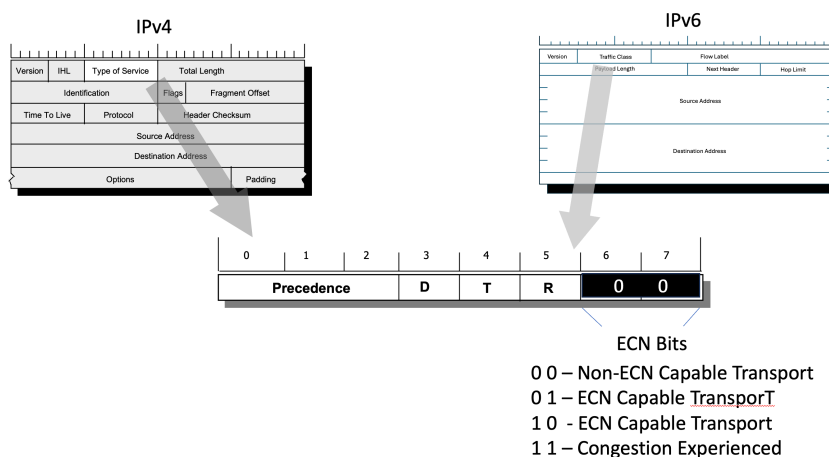 IPv4
Version IHL Type of Service Total Length
Identification Flags Fragment Offset
Time To Live Protocol Header Checksum
Source Address
Destination Address
Options Padding
IPv6
Version Traffic Class Flow Label
Payload Length Next Header Hop Limit
Source Address
Destination Address
0 1 2 3 4 5 6 7
Precedence D T R 0 0
ECN Bits
0 0 – Non-ECN Capable Transport
0 1 – ECN Capable TransporT
1 0 - ECN Capable Transport
1 1 – Congestion Experienced